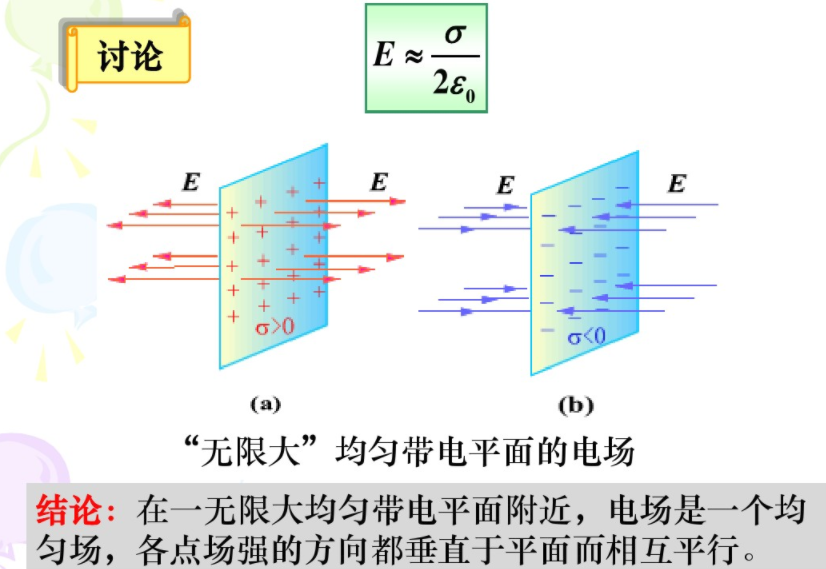 讨论
E ≈ σ / 2ε₀
E E E E
σ>0 σ<0
(a) (b)
“无限大”均匀带电平面的电场
结论：在一无限大均匀带电平面附近，电场是一个均
匀场，各点场强的方向都垂直于平面而相互平行。